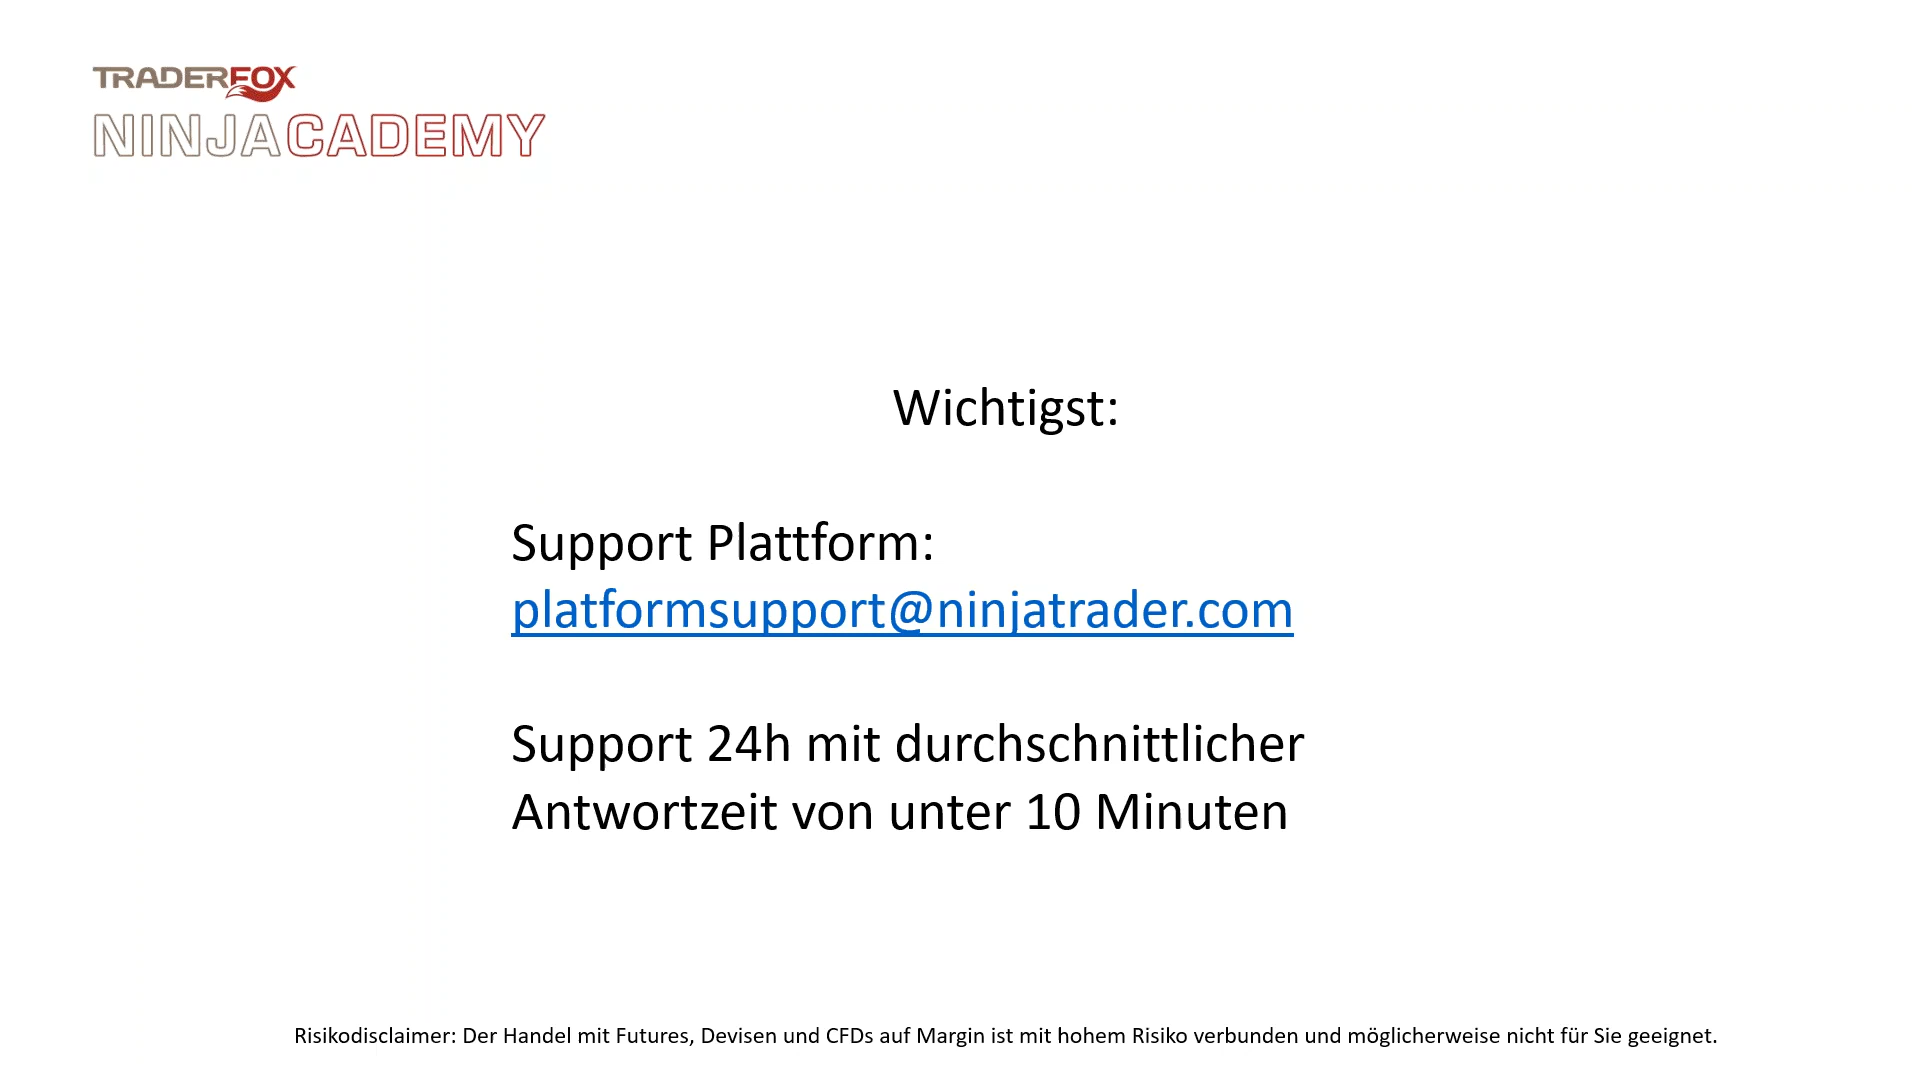 TRADERFOX
NINJACADEMY
Wichtigst:
Support Plattform:
platformsupport@ninjatrader.com
Support 24h mit durchschnittlicher
Antwortzeit von unter 10 Minuten
Risikodisclaimer: Der Handel mit Futures, Devisen und CFDs auf Margin ist mit hohem Risiko verbunden und möglicherweise nicht für Sie geeignet.